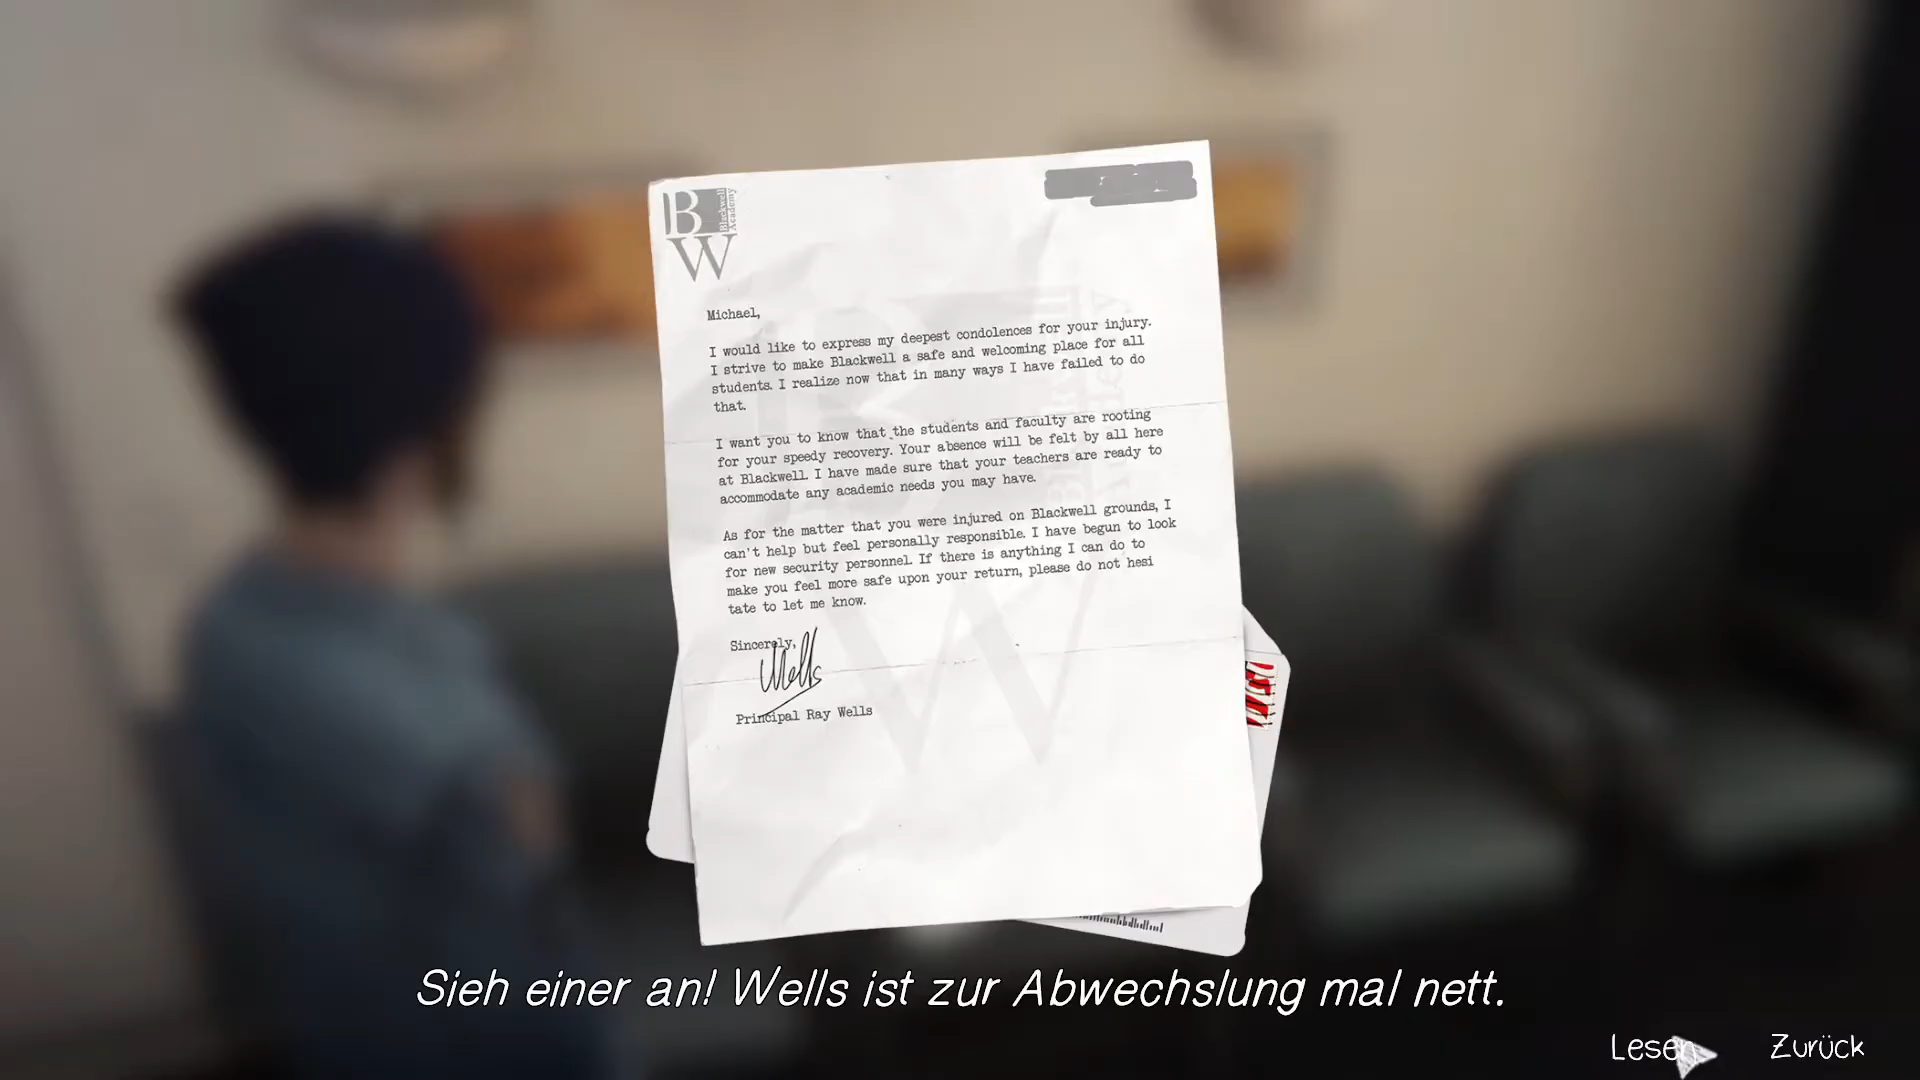 B
Blackwell
Academy
W
Michael,
I would like to express my deepest condolences for your injury.
I strive to make Blackwell a safe and welcoming place for all
students. I realize now that in many ways I have failed to do
that.
I want you to know that the students and faculty are rooting
for your speedy recovery. Your absence will be felt by all here
at Blackwell. I have made sure that your teachers are ready to
accommodate any academic needs you may have.
As for the matter that you were injured on Blackwell grounds, I
can't help but feel personally responsible. I have begun to look
for new security personnel. If there is anything I can do to
make you feel more safe upon your return, please do not hesi
tate to let me know.
Sincerely,
Wells
Principal Ray Wells
Sieh einer an! Wells ist zur Abwechslung mal nett.
Lesen
Zurück